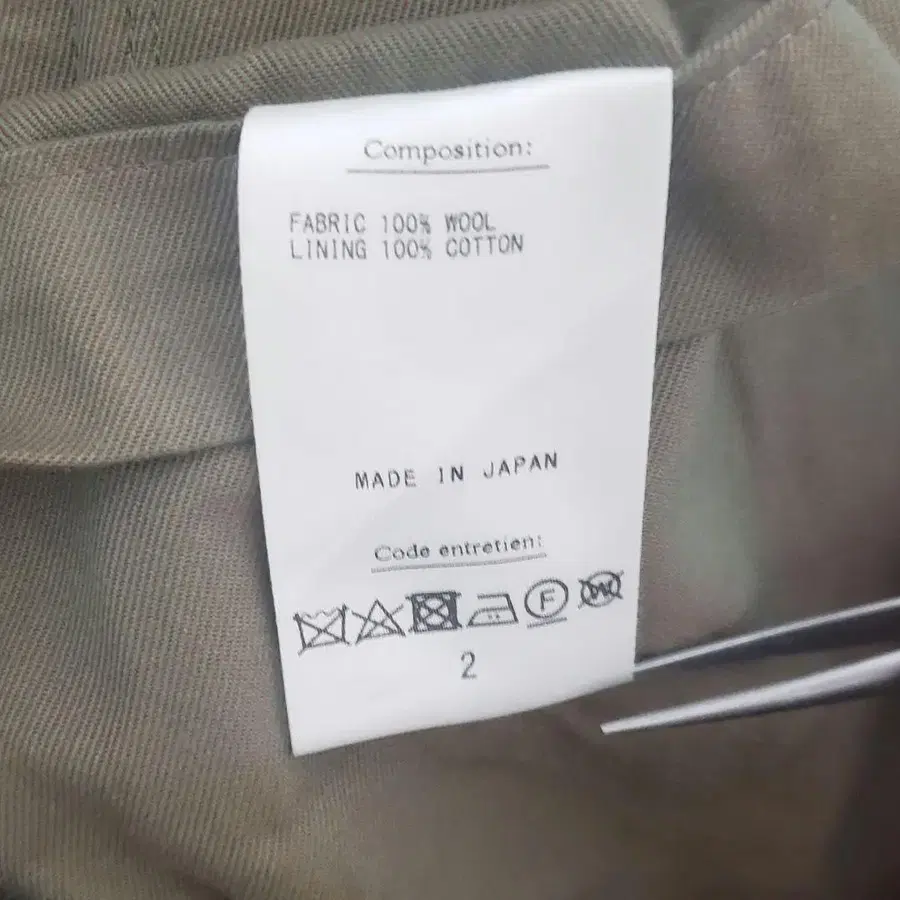 Composition:
FABRIC 100% WOOL
LINING 100% COTTON
MADE IN JAPAN
Code entretien:
F W
2